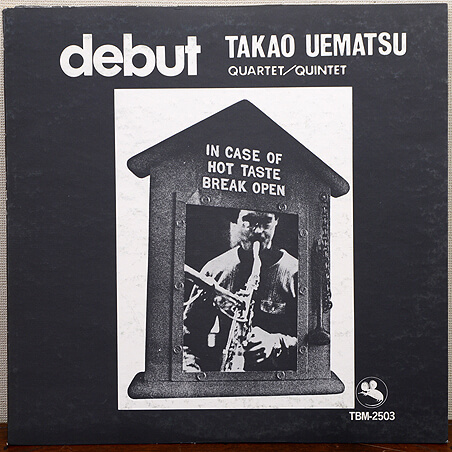 debut
TAKAO UEMATSU
QUARTET/QUINTET
IN CASE OF
HOT TASTE
BREAK OPEN
TBM-2503